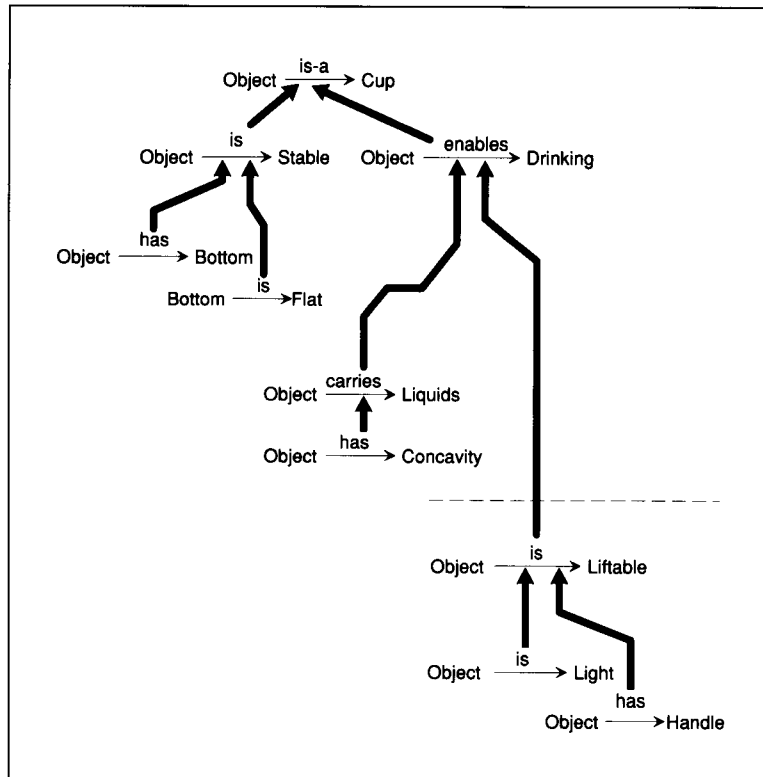 Object is-a Cup
Object is Stable
Object enables Drinking
Object has Bottom
Bottom is Flat
Object carries Liquids
Object has Concavity
Object is Liftable
Object is Light
Object has Handle